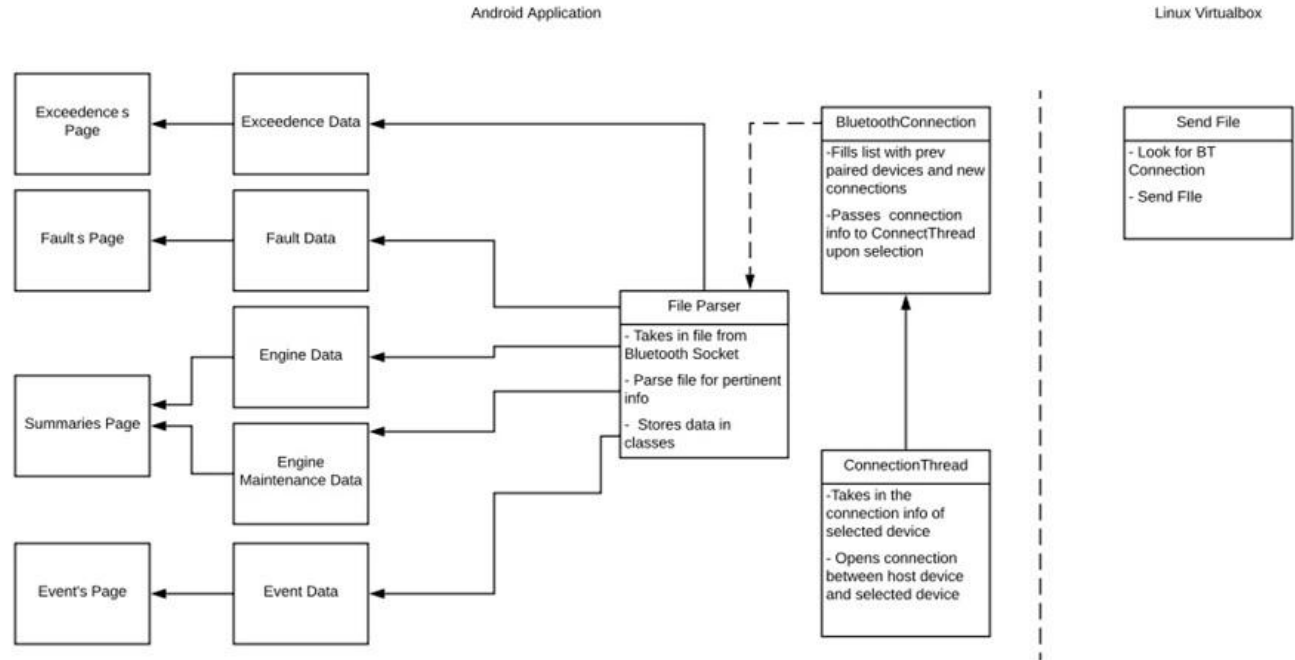 Android Application
Linux Virtualbox
Exceedence s
Page
Exceedence Data
Fault s Page
Fault Data
Engine Data
Summaries Page
Engine
Maintenance Data
Event's Page
Event Data
File Parser
- Takes in file from
Bluetooth Socket
- Parse file for pertinent
info
- Stores data in
classes
BluetoothConnection
-Fills list with prev
paired devices and new
connections
-Passes connection
info to ConnectThread
upon selection
ConnectionThread
-Takes in the
connection info of
selected device
- Opens connection
between host device
and selected device
Send File
- Look for BT
Connection
- Send FIle